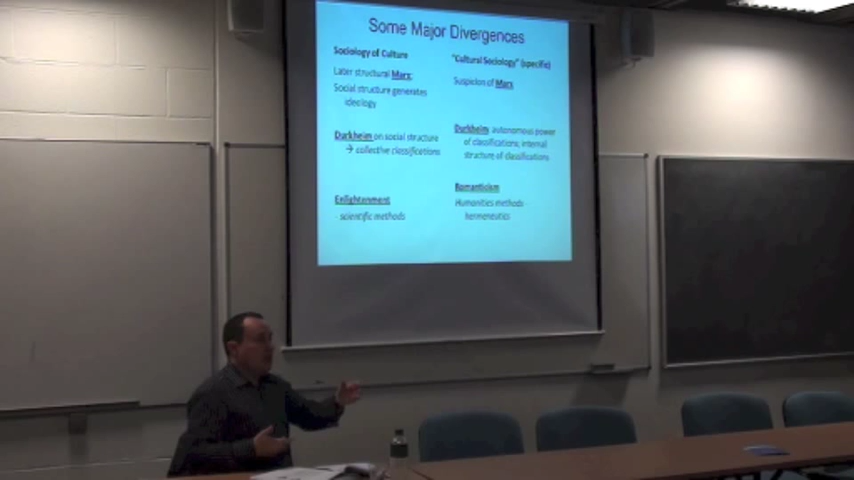 Some Major Divergences
Sociology of Culture
Later structural Marx:
Social structure generates
ideology
Durkheim on social structure
→ collective classifications
Enlightenment
- scientific methods
"Cultural Sociology" (specific)
Suspicion of Marx
Durkheim: autonomous power
of classifications; internal
structure of classifications
Romanticism
Humanities methods -
hermeneutics